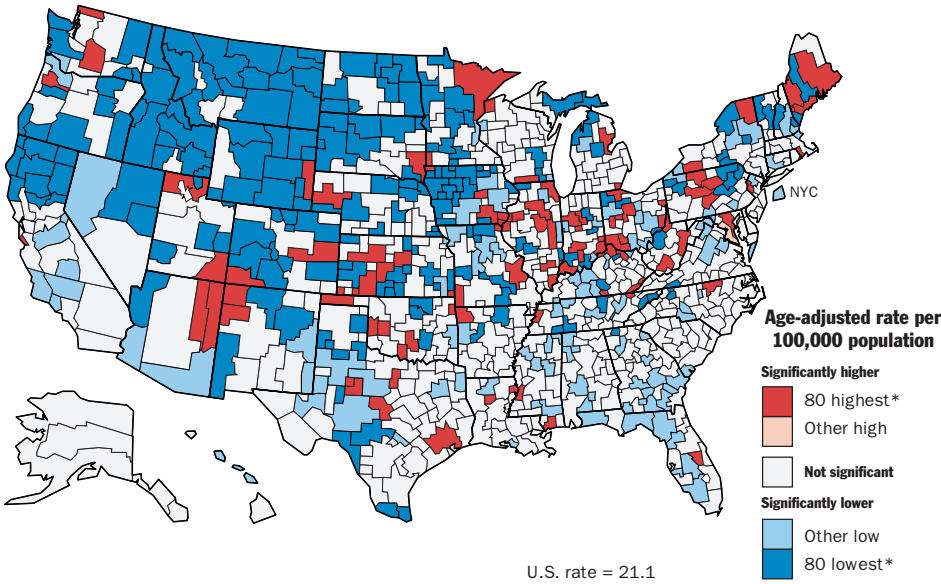 NYC
Age-adjusted rate per
100,000 population
Significantly higher
80 highest*
Other high
Not significant
Significantly lower
Other low
80 lowest*
U.S. rate = 21.1